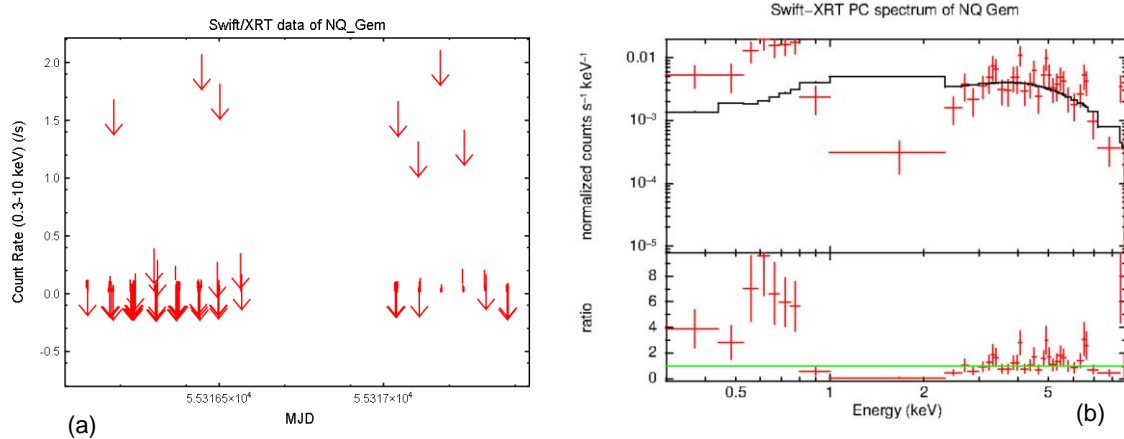 Swift/XRT data of NQ_Gem
Count Rate (0.3-10 keV) (/s)
2.0
1.5
1.0
0.5
0.0
-0.5
5.53165×10⁴
5.5317×10⁴
MJD
(a)
Swift−XRT PC spectrum of NQ Gem
normalized counts s⁻¹ keV⁻¹
0.01
10⁻³
10⁻⁴
10⁻⁵
ratio
8
6
4
2
1
0
0.5
1
2
5
Energy (keV)
(b)